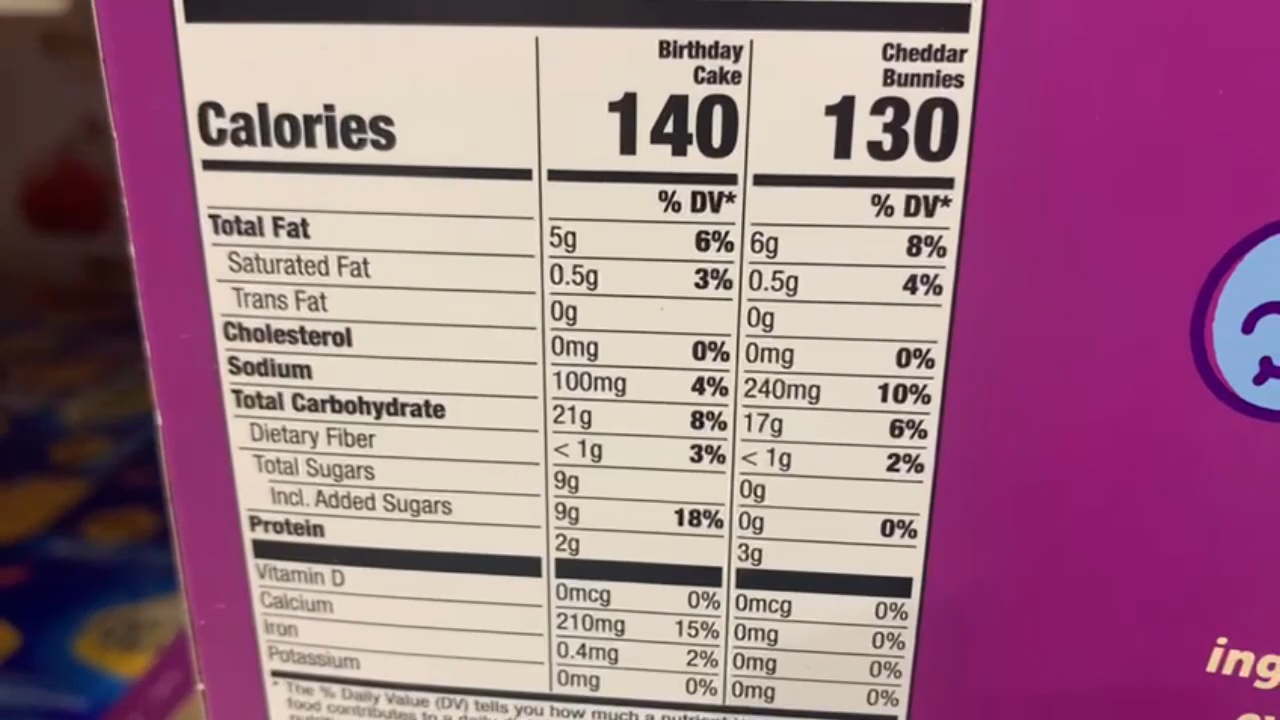 Birthday Cake Cheddar Bunnies
Calories 140 130
% DV* % DV*
Total Fat 5g 6% 6g 8%
Saturated Fat 0.5g 3% 0.5g 4%
Trans Fat 0g 0g
Cholesterol 0mg 0% 0mg 0%
Sodium 100mg 4% 240mg 10%
Total Carbohydrate 21g 8% 17g 6%
Dietary Fiber < 1g 3% < 1g 2%
Total Sugars 9g 0g
Incl. Added Sugars 9g 18% 0g 0%
Protein 2g 3g
Vitamin D 0mcg 0% 0mcg 0%
Calcium 210mg 15% 0mg 0%
Iron 0.4mg 2% 0mg 0%
Potassium 0mg 0% 0mg 0%
* The % Daily Value (DV) tells you how much a
food contributes to a
ing